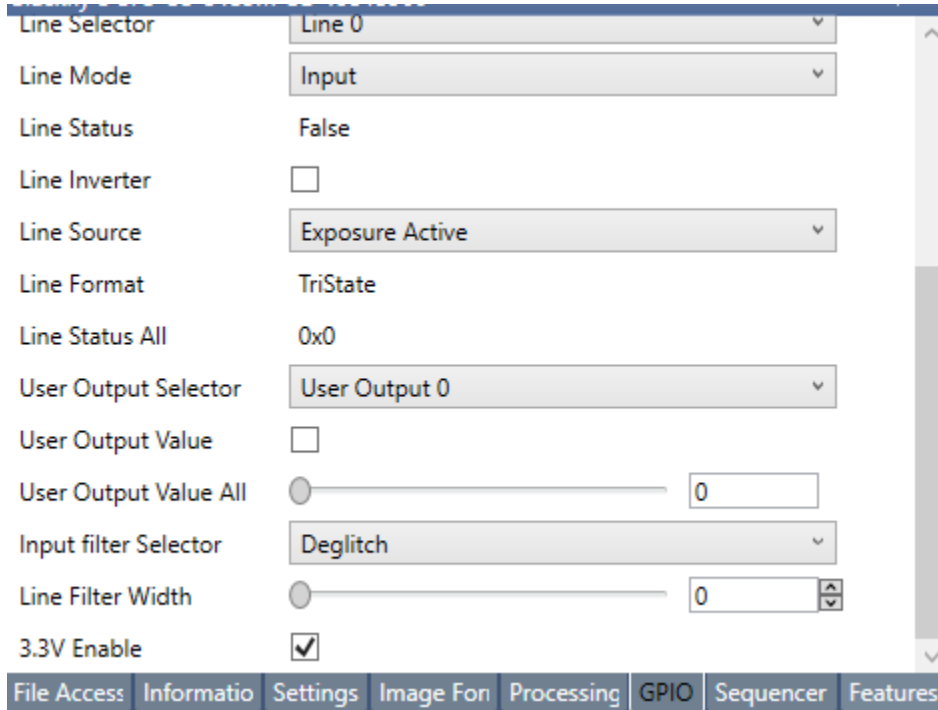 Line Selector Line 0
Line Mode Input
Line Status False
Line Inverter
Line Source Exposure Active
Line Format TriState
Line Status All 0x0
User Output Selector User Output 0
User Output Value
User Output Value All 0
Input filter Selector Deglitch
Line Filter Width 0
3.3V Enable
File Access Informatio Settings Image Forı Processing GPIO Sequencer Features